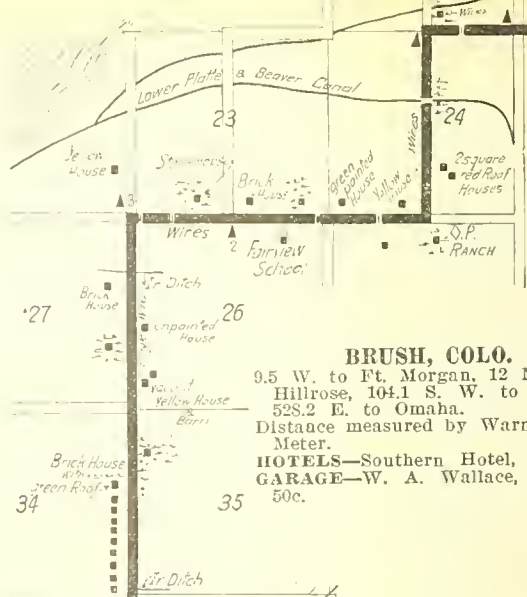 Wires
Lower Platte & Beaver Canal
23
24
Wires
House
2 square
red Roof
Houses
Brick
House
green
painted
House
Yellow
House
3
Wires
2
Fairview
School
O.P.
RANCH
Ditch
Brick
House
27
26
unpainted
House
Vacant
Yellow House
&
Barn
BRUSH, COLO.
9.5 W. to Ft. Morgan, 12 N
Hillrose, 104.1 S. W. to
528.2 E. to Omaha.
Distance measured by Warn
Meter.
HOTELS—Southern Hotel,
GARAGE—W. A. Wallace,
50c.
Brick House
green Roof
34
35
Ditch